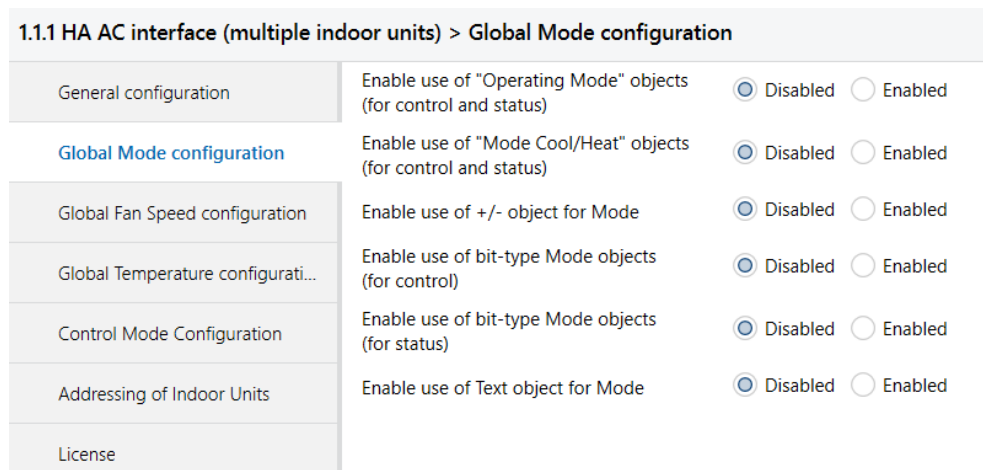 1.1.1 HA AC interface (multiple indoor units) > Global Mode configuration
General configuration
Global Mode configuration
Global Fan Speed configuration
Global Temperature configurati...
Control Mode Configuration
Addressing of Indoor Units
License
Enable use of "Operating Mode" objects
(for control and status)
Disabled Enabled
Enable use of "Mode Cool/Heat" objects
(for control and status)
Disabled Enabled
Enable use of +/- object for Mode
Disabled Enabled
Enable use of bit-type Mode objects
(for control)
Disabled Enabled
Enable use of bit-type Mode objects
(for status)
Disabled Enabled
Enable use of Text object for Mode
Disabled Enabled